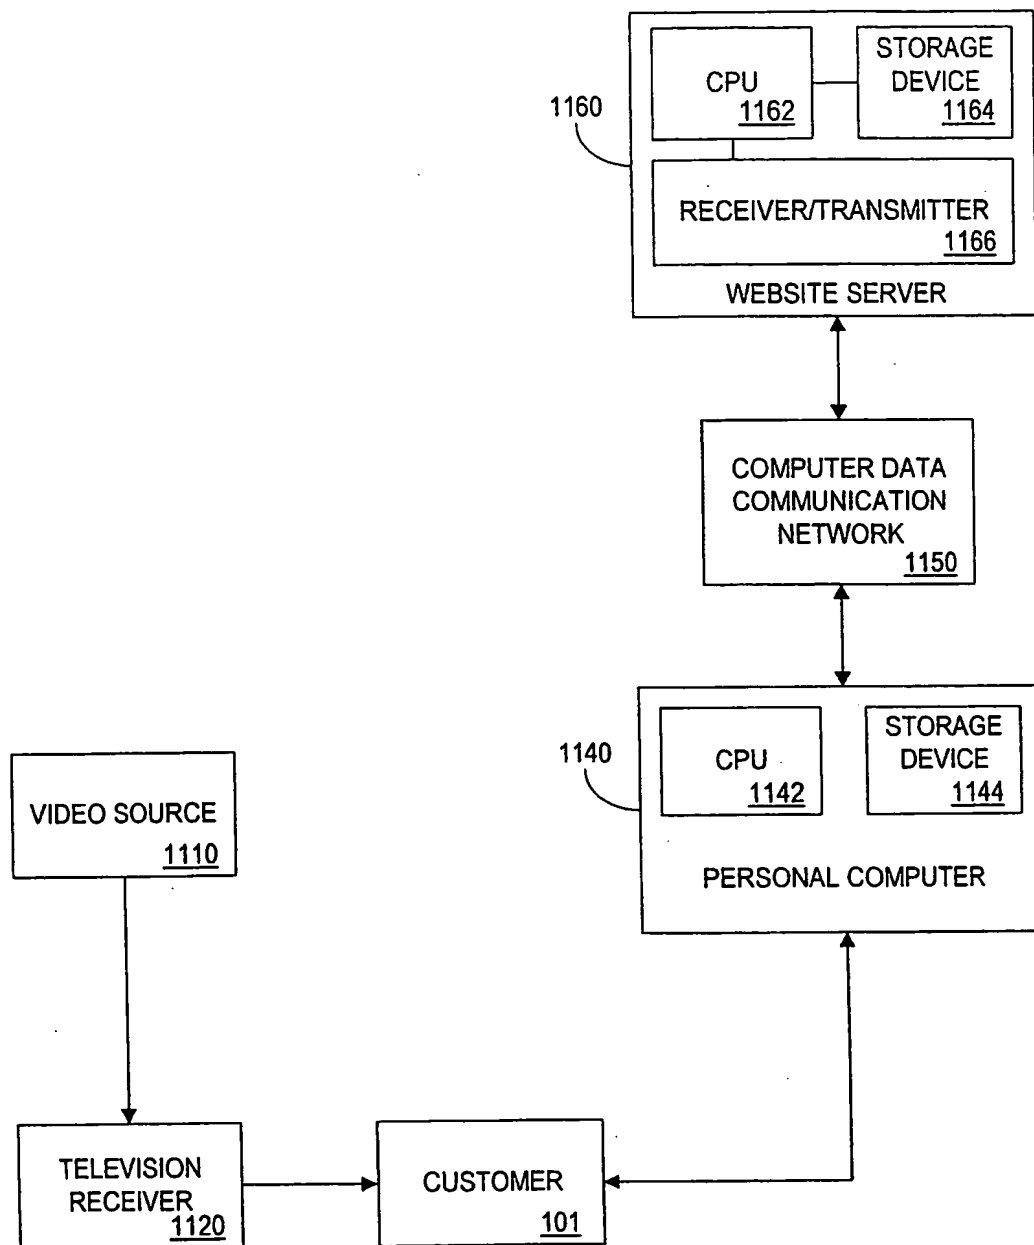 CPU
1162
STORAGE
DEVICE
1164
1160
RECEIVER/TRANSMITTER
1166
WEBSITE SERVER
COMPUTER DATA
COMMUNICATION
NETWORK
1150
1140
CPU
1142
STORAGE
DEVICE
1144
PERSONAL COMPUTER
VIDEO SOURCE
1110
TELEVISION
RECEIVER
1120
CUSTOMER
101